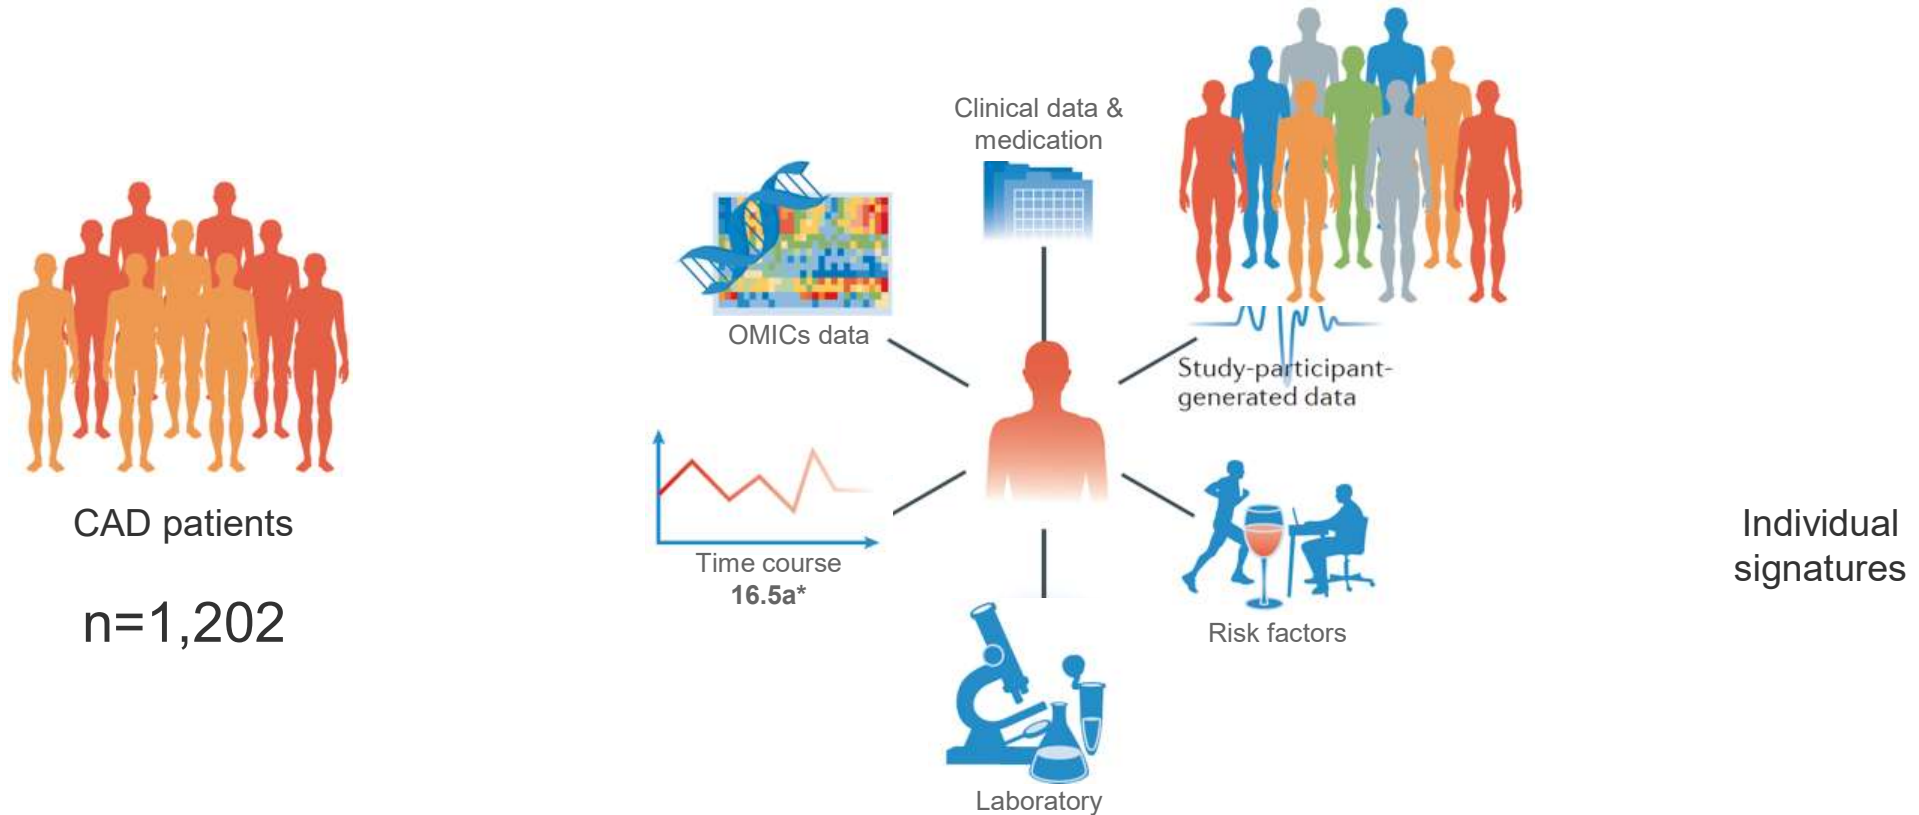 Clinical data &
medication
OMICs data
Study-participant-
generated data
CAD patients
n=1,202
Time course
16.5a*
Risk factors
Laboratory
Individual
signatures